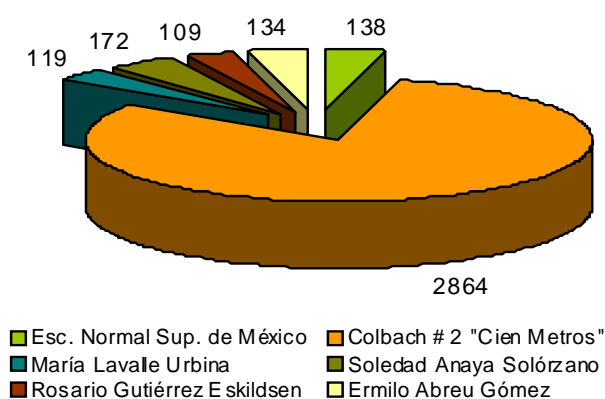 134
138
109
172
119
2864
Esc. Normal Sup. de México
Colbach # 2 "Cien Metros"
María Lavalle Urbina
Soledad Anaya Solórzano
Rosario Gutiérrez Eskildsen
Ermilo Abreu Gómez